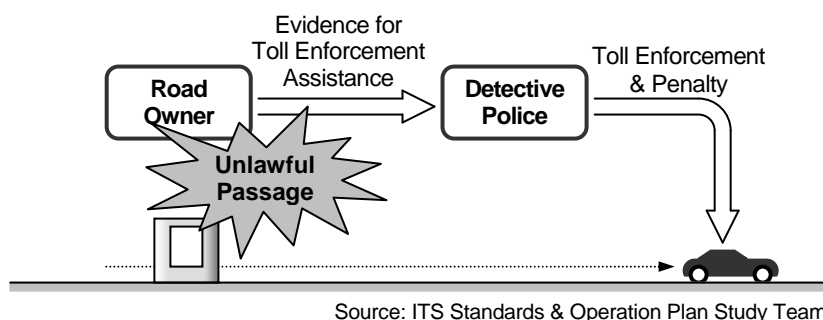 Evidence for
Toll Enforcement
Assistance
Toll Enforcement
& Penalty
Road
Owner
Detective
Police
Unlawful
Passage
Source: ITS Standards & Operation Plan Study Team